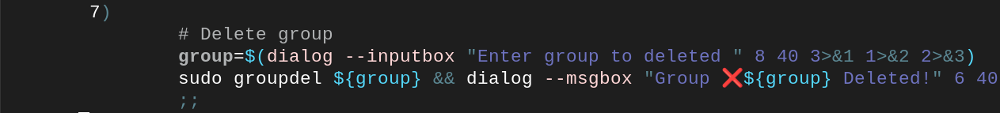 7)
# Delete group
group=$(dialog --inputbox "Enter group to deleted " 8 40 3>&1 1>&2 2>&3)
sudo groupdel ${group} && dialog --msgbox "Group ❌${group} Deleted!" 6 40
;;